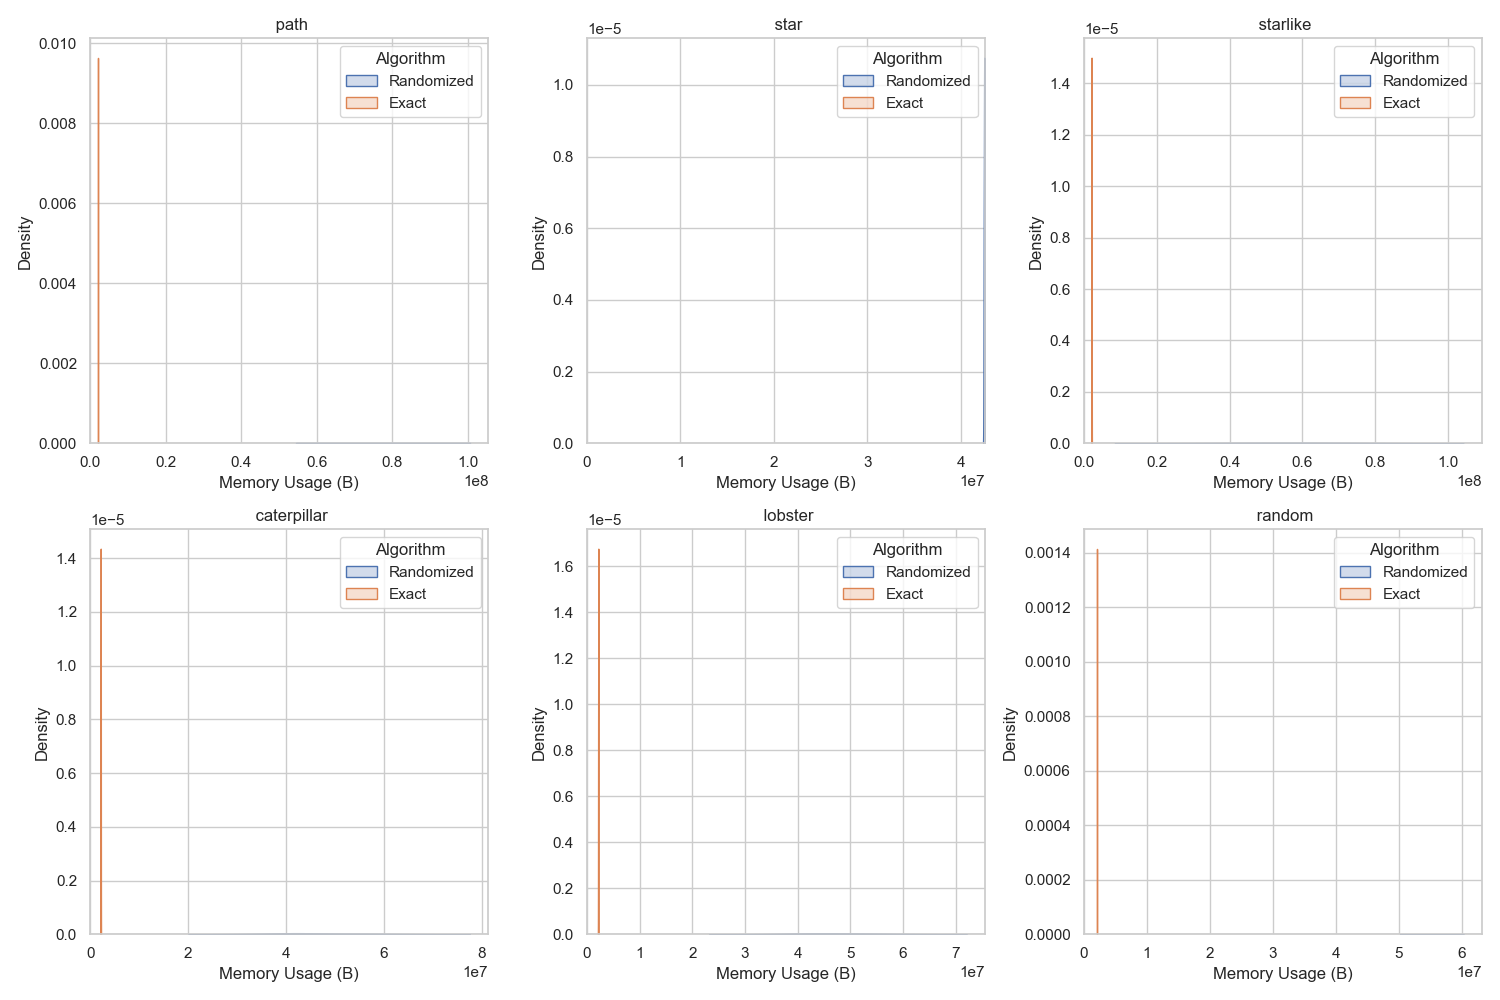 path
0.010
0.008
0.006
0.004
0.002
0.000
Density
0.0
0.2
0.4
0.6
0.8
1.0
1e8
Memory Usage (B)
Algorithm
Randomized
Exact
star
1e−5
1.0
0.8
0.6
0.4
0.2
0.0
Density
0
1
2
3
4
1e7
Memory Usage (B)
Algorithm
Randomized
Exact
starlike
1e−5
1.4
1.2
1.0
0.8
0.6
0.4
0.2
0.0
Density
0.0
0.2
0.4
0.6
0.8
1.0
1e8
Memory Usage (B)
Algorithm
Randomized
Exact
caterpillar
1e−5
1.4
1.2
1.0
0.8
0.6
0.4
0.2
0.0
Density
0
2
4
6
8
1e7
Memory Usage (B)
Algorithm
Randomized
Exact
lobster
1e−5
1.6
1.4
1.2
1.0
0.8
0.6
0.4
0.2
0.0
Density
0
1
2
3
4
5
6
7
1e7
Memory Usage (B)
Algorithm
Randomized
Exact
random
0.0014
0.0012
0.0010
0.0008
0.0006
0.0004
0.0002
0.0000
Density
0
1
2
3
4
5
6
1e7
Memory Usage (B)
Algorithm
Randomized
Exact